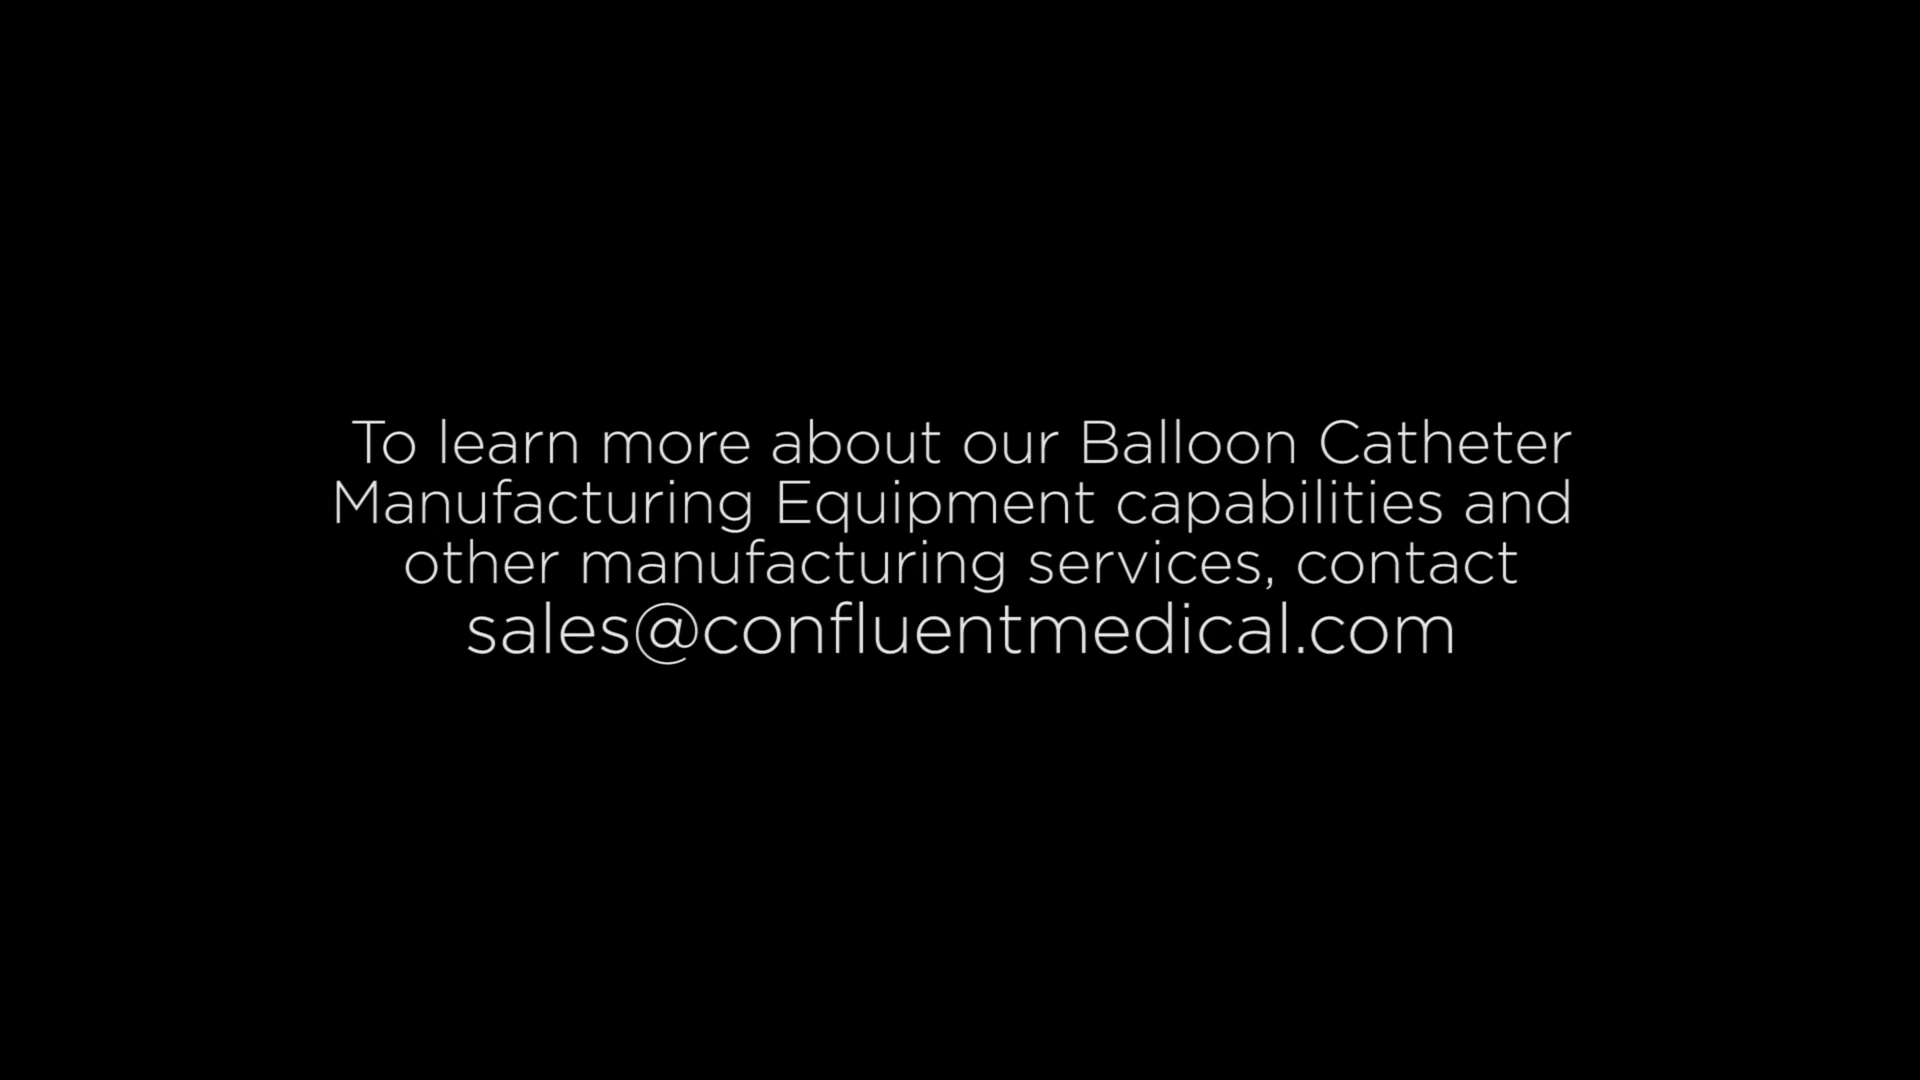 To learn more about our Balloon Catheter
Manufacturing Equipment capabilities and
other manufacturing services, contact
sales@confluentmedical.com